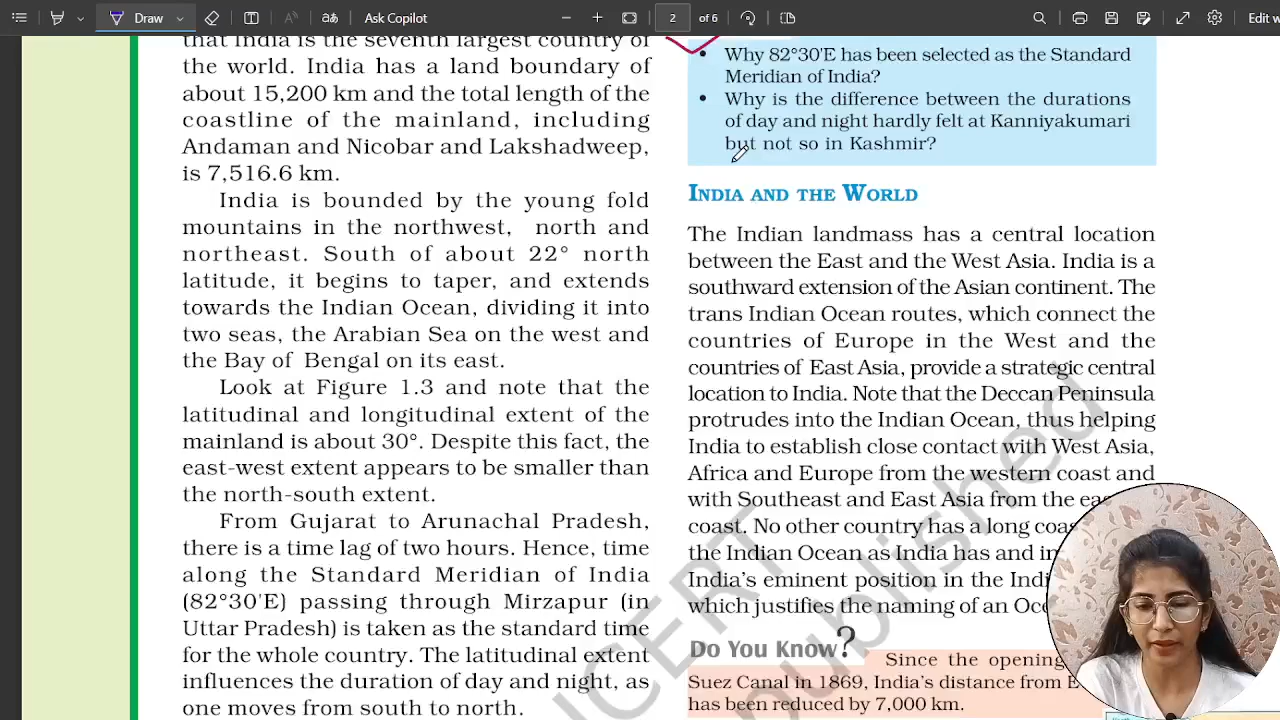 Draw
Ask Copilot
2
of 6
Edit w
that India is the seventh largest country of
the world. India has a land boundary of
about 15,200 km and the total length of the
coastline of the mainland, including
Andaman and Nicobar and Lakshadweep,
is 7,516.6 km.
India is bounded by the young fold
mountains in the northwest, north and
northeast. South of about 22° north
latitude, it begins to taper, and extends
towards the Indian Ocean, dividing it into
two seas, the Arabian Sea on the west and
the Bay of Bengal on its east.
Look at Figure 1.3 and note that the
latitudinal and longitudinal extent of the
mainland is about 30°. Despite this fact, the
east-west extent appears to be smaller than
the north-south extent.
From Gujarat to Arunachal Pradesh,
there is a time lag of two hours. Hence, time
along the Standard Meridian of India
(82°30'E) passing through Mirzapur (in
Uttar Pradesh) is taken as the standard time
for the whole country. The latitudinal extent
influences the duration of day and night, as
one moves from south to north.
• Why 82°30'E has been selected as the Standard
Meridian of India?
• Why is the difference between the durations
of day and night hardly felt at Kanniyakumari
but not so in Kashmir?
INDIA AND THE WORLD
The Indian landmass has a central location
between the East and the West Asia. India is a
southward extension of the Asian continent. The
trans Indian Ocean routes, which connect the
countries of Europe in the West and the
countries of East Asia, provide a strategic central
location to India. Note that the Deccan Peninsula
protrudes into the Indian Ocean, thus helping
India to establish close contact with West Asia,
Africa and Europe from the western coast and
with Southeast and East Asia from the eas
coast. No other country has a long coas
the Indian Ocean as India has and in
India's eminent position in the Indi
which justifies the naming of an Oce
Do You Know?
Since the opening
Suez Canal in 1869, India's distance from E
has been reduced by 7,000 km.
NCERT
published